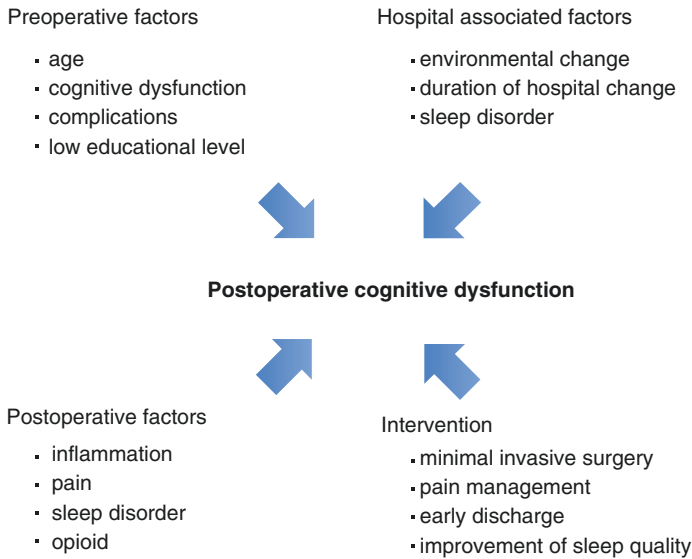 Preoperative factors
▪ age
▪ cognitive dysfunction
▪ complications
▪ low educational level
Hospital associated factors
▪ environmental change
▪ duration of hospital change
▪ sleep disorder
Postoperative cognitive dysfunction
Postoperative factors
▪ inflammation
▪ pain
▪ sleep disorder
▪ opioid
Intervention
▪ minimal invasive surgery
▪ pain management
▪ early discharge
▪ improvement of sleep quality